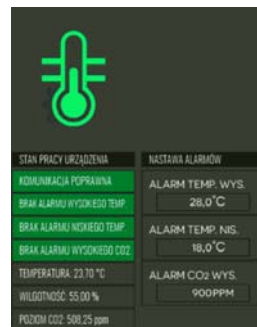 STAN PRACY URZĄDZENIA
KOMUNIKACJA POPRAWNA
BRAK ALARMU WYSOKIEGO TEMP
BRAK ALARMU NISKIEGO TEMP
BRAK ALARMU WYSOKIEGO CO2
TEMPERATURA: 23,70 °C
WILGOTNOŚĆ: 55,00 %
POZIOM CO2: 508,25 ppm
NASTAWA ALARMÓW
ALARM TEMP. WYS.
28,0°C
ALARM TEMP. NIS.
18,0°C
ALARM CO2 WYS.
900PPM